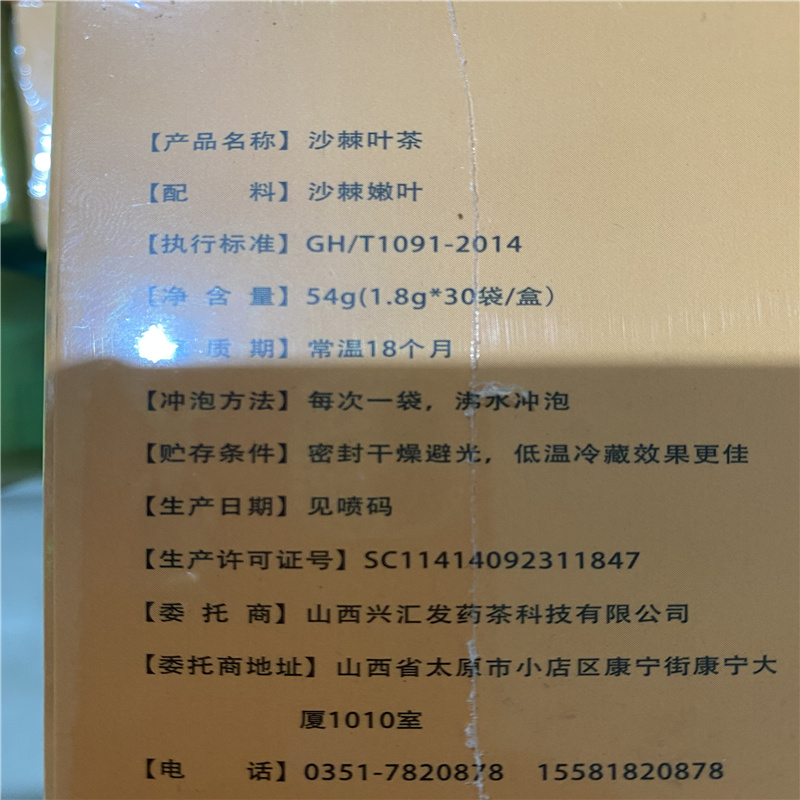 【产品名称】沙棘叶茶
【配 料】沙棘嫩叶
【执行标准】GH/T1091-2014
【净 含 量】54g(1.8g*30袋/盒）
质 期】常温18个月
【冲泡方法】每次一袋，沸水冲泡
【贮存条件】密封干燥避光，低温冷藏效果更佳
【生产日期】见喷码
【生产许可证号】SC11414092311847
【委 托 商】山西兴汇发药茶科技有限公司
【委托商地址】山西省太原市小店区康宁街康宁大
厦1010室
【电 话】0351-7820878 15581820878